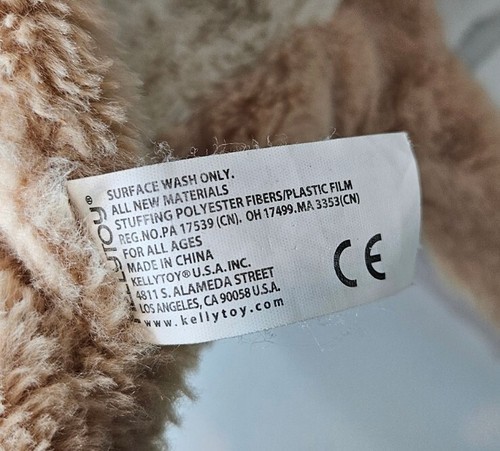 Kellytoy®
SURFACE WASH ONLY.
ALL NEW MATERIALS
STUFFING POLYESTER FIBERS/PLASTIC FILM
REG.NO.PA 17539 (CN). OH 17499.MA 3353(CN)
FOR ALL AGES
MADE IN CHINA
KELLYTOY®U.S.A.INC.
4811 S. ALAMEDA STREET
LOS ANGELES, CA 90058 U.S.A.
www.kellytoy.com
CE